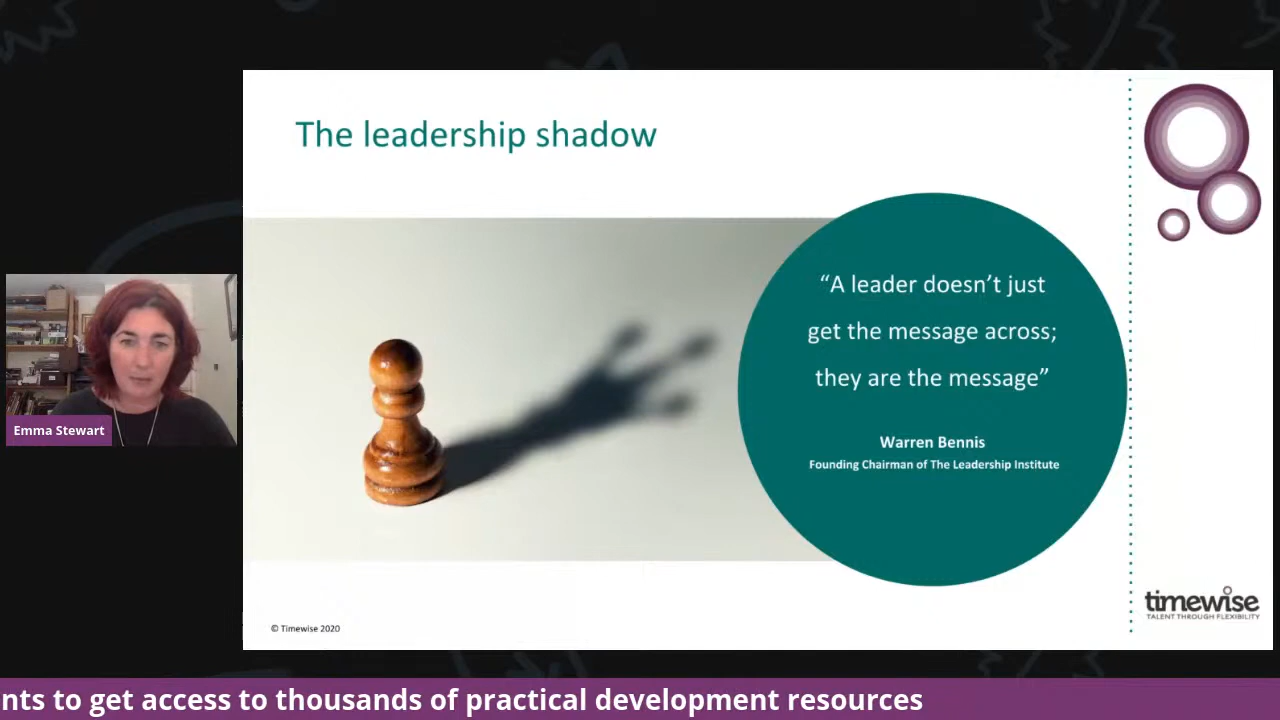 The leadership shadow
“A leader doesn’t just
get the message across;
they are the message”
Warren Bennis
Founding Chairman of The Leadership Institute
Emma Stewart
timewise
TALENT THROUGH FLEXIBILITY
© Timewise 2020
nts to get access to thousands of practical development resources